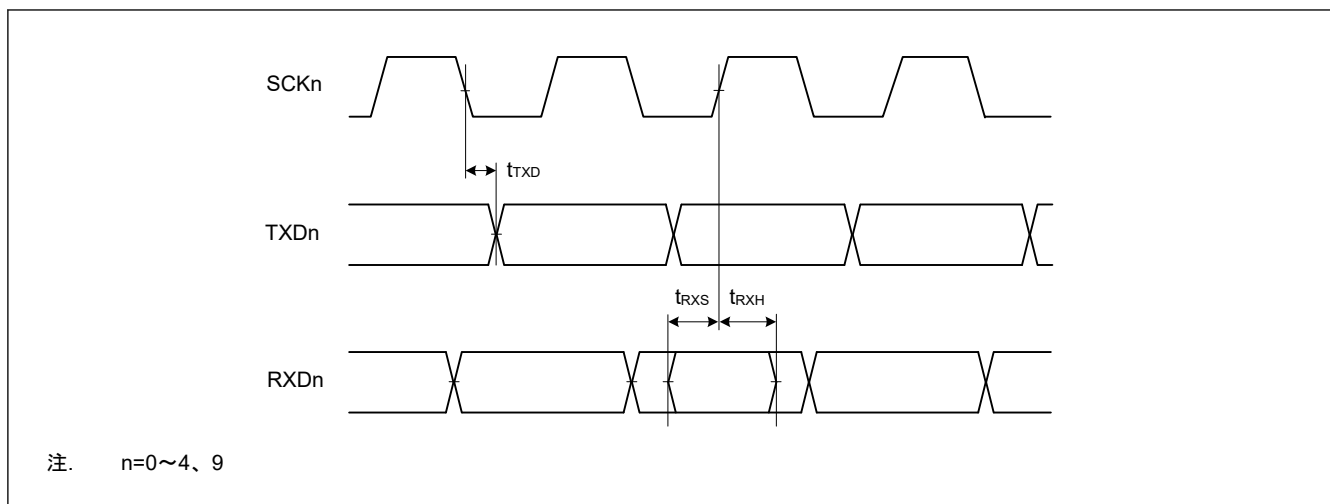 SCKn
tTXD
TXDn
tRXS tRXH
RXDn
注. n=0～4、9